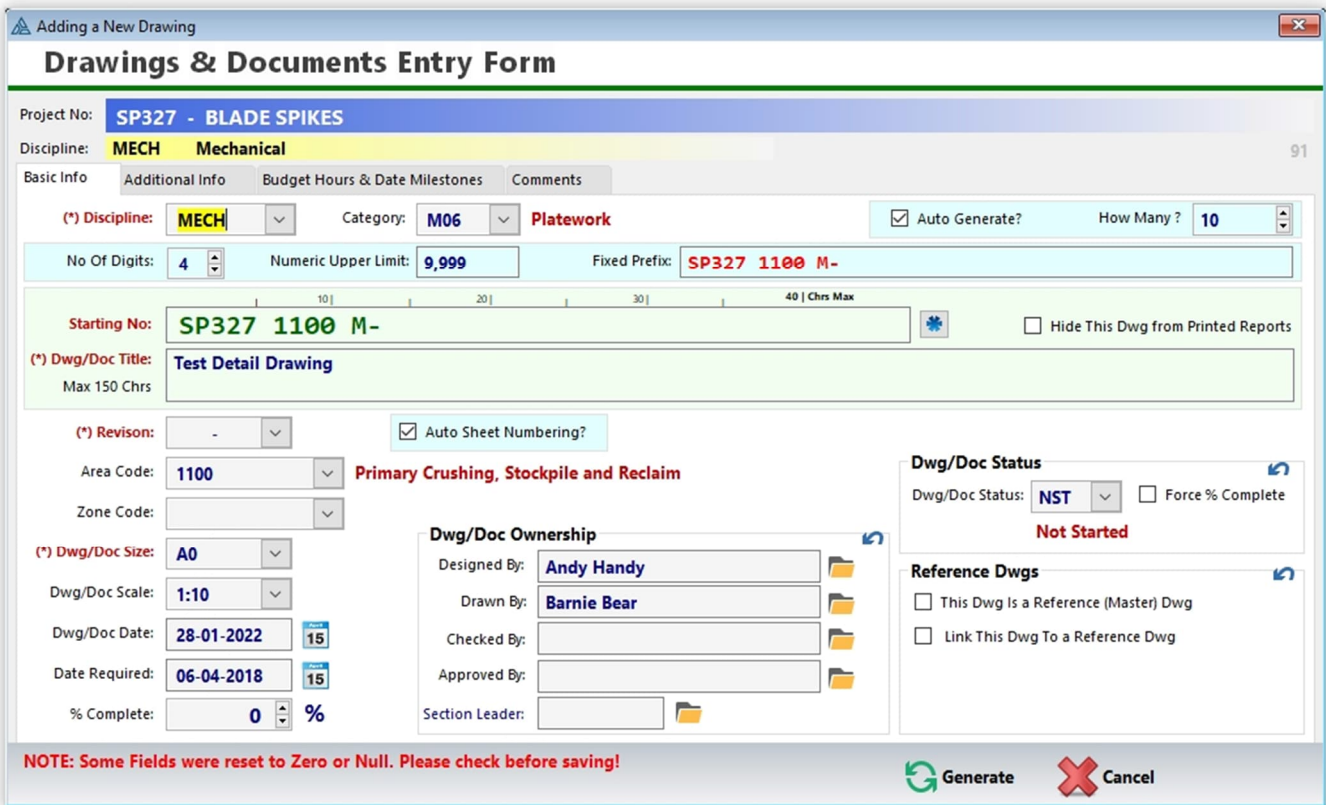 Adding a New Drawing
Drawings & Documents Entry Form
Project No: SP327 - BLADE SPIKES
Discipline: MECH Mechanical
91
Basic Info Additional Info Budget Hours & Date Milestones Comments
(*) Discipline: MECH Category: M06 Platework Auto Generate? How Many ? 10
No Of Digits: 4 Numeric Upper Limit: 9,999 Fixed Prefix: SP327 1100 M-
10| 20| 30| 40 | Chrs Max
Starting No: SP327 1100 M- Hide This Dwg from Printed Reports
(*) Dwg/Doc Title: Test Detail Drawing
Max 150 Chrs
(*) Revison: - Auto Sheet Numbering?
Area Code: 1100 Primary Crushing, Stockpile and Reclaim
Zone Code:
(*) Dwg/Doc Size: A0
Dwg/Doc Scale: 1:10
Dwg/Doc Date: 28-01-2022 15
Date Required: 06-04-2018 15
% Complete: 0 %
Dwg/Doc Ownership
Designed By: Andy Handy
Drawn By: Barnie Bear
Checked By:
Approved By:
Section Leader:
Dwg/Doc Status
Dwg/Doc Status: NST Force % Complete
Not Started
Reference Dwgs
This Dwg Is a Reference (Master) Dwg
Link This Dwg To a Reference Dwg
NOTE: Some Fields were reset to Zero or Null. Please check before saving!
Generate Cancel